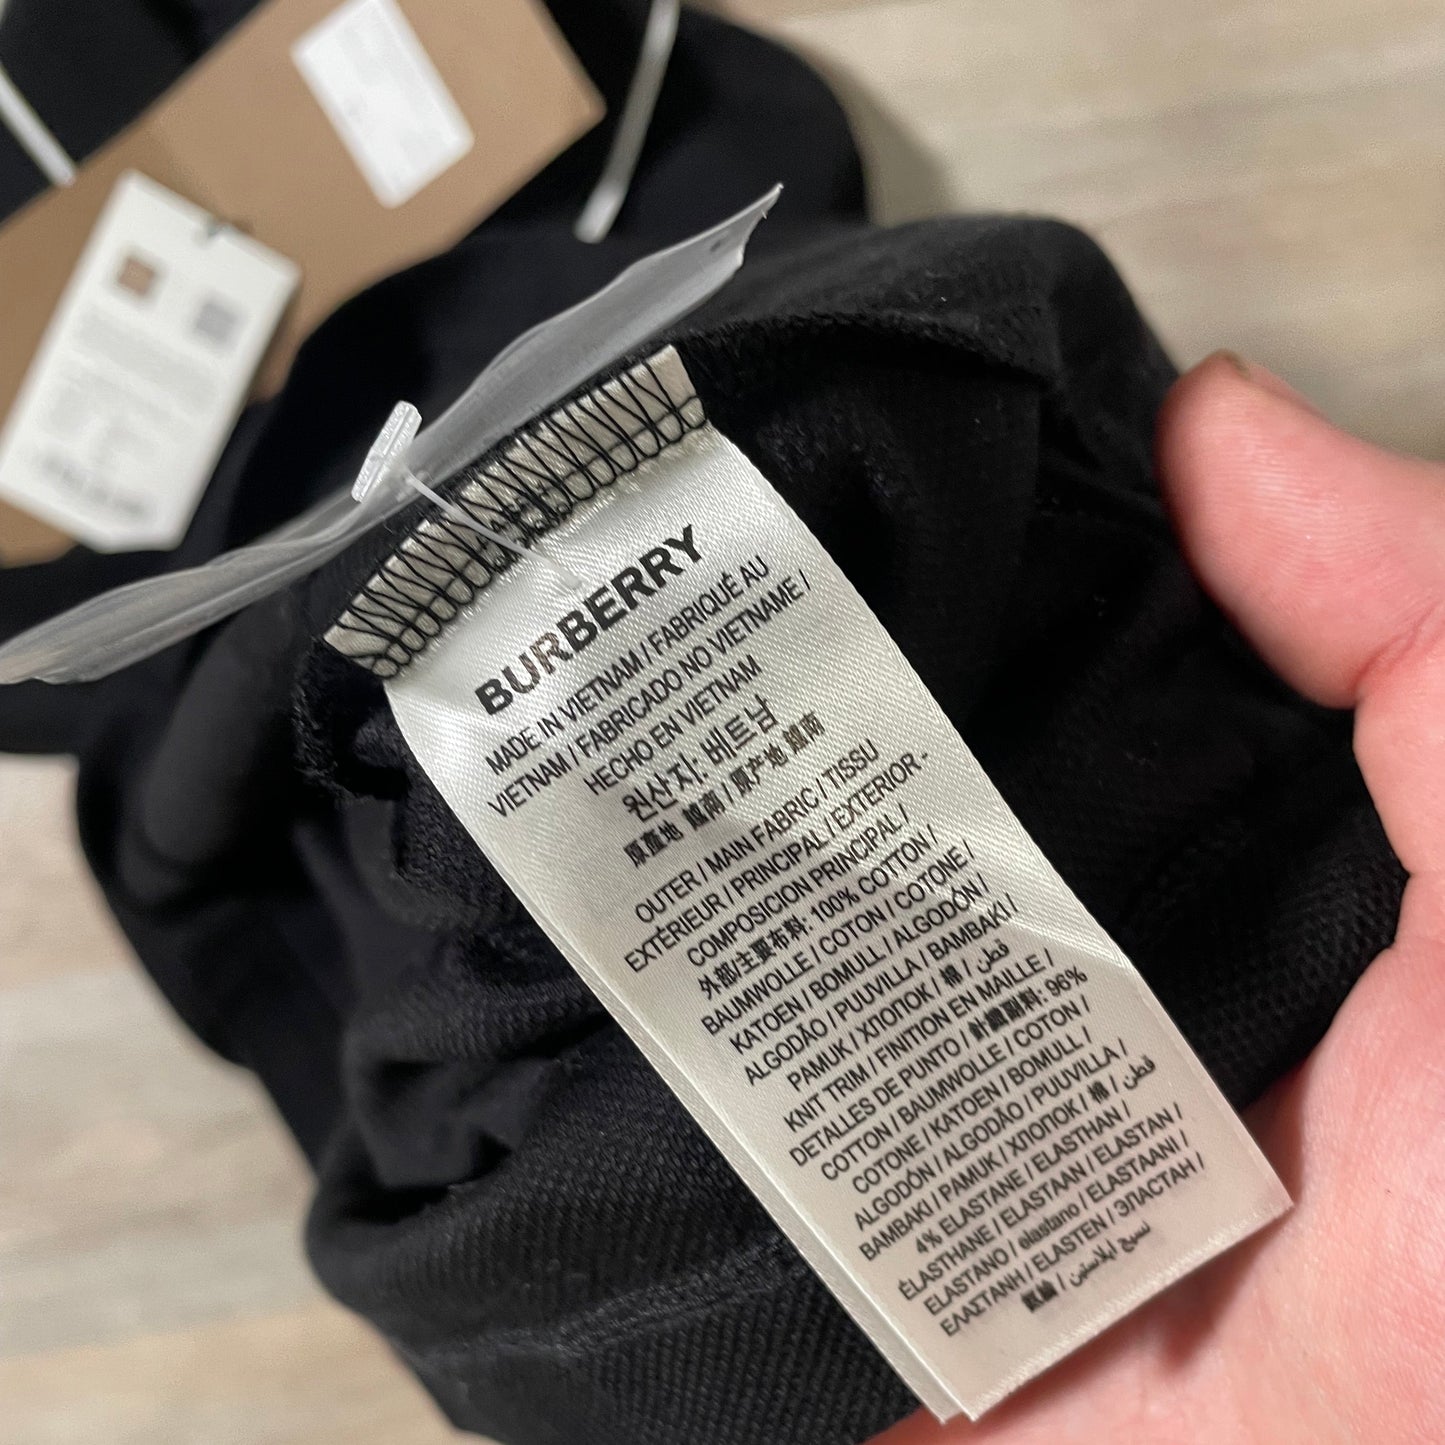 BURBERRY
MADE IN VIETNAM / FABRIQUÉ AU
VIETNAM / FABRICADO NO VIETNAME /
HECHO EN VIETNAM
원산지: 베트남
原產地 越南 / 原产地 越南
OUTER / MAIN FABRIC / TISSU
EXTÉRIEUR / PRINCIPAL / EXTERIOR -
COMPOSICION PRINCIPAL /
外部/主要布料: 100% COTTON /
BAUMWOLLE / COTON / COTONE /
KATOEN / BOMULL / ALGODÓN /
ALGODÃO / PUUVILLA / BAMBAKI /
PAMUK / ХЛОПОК / 棉 / قطن
KNIT TRIM / FINITION EN MAILLE /
DETALLES DE PUNTO / 針織副料: 96%
COTTON / BAUMWOLLE / COTON /
COTONE / KATOEN / BOMULL /
ALGODÓN / ALGODÃO / PUUVILLA /
BAMBAKI / PAMUK / ХЛОПОК / 棉 / قطن
4% ELASTANE / ELASTHAN /
ÉLASTHANNE / ELASTAAN / ELASTAN /
ELASTANO / elastano / ELASTAANI /
ΕΛΑΣΤΑΝΗ / ELASTEN / ЭЛАСТАН /
نسيج ايلاستين /